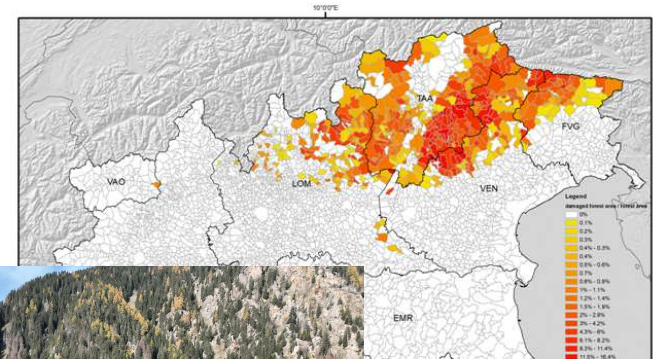 10°0'0"E
TAA
FVG
VAO
LOM
VEN
EMR
Legend
damaged forest area / forest area
0%
0.1%
0.2%
0.3%
0.4% - 0.5%
0.4%
0.5% - 0.6%
0.7%
0.8% - 0.9%
1% - 1.1%
1.2% - 1.4%
1.5% - 1.9%
2% - 2.9%
3% - 4.2%
4.3% - 6%
6.1% - 8.2%
8.3% - 11.4%
11.5% - 16.4%